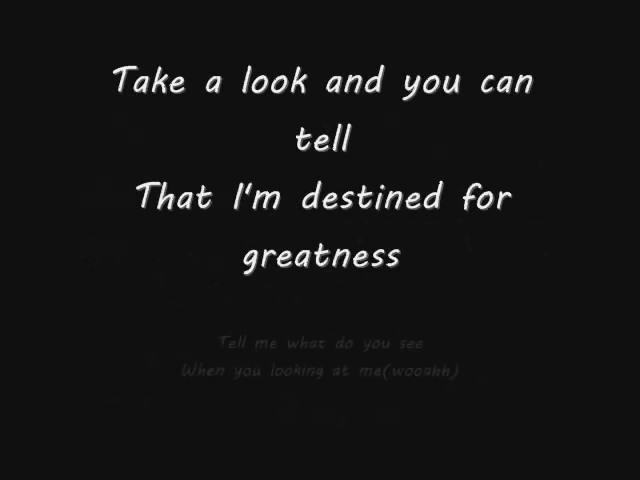 Take a look and you can
tell
That I'm destined for
greatness
Tell me what do you see
When you looking at me(wooahh)